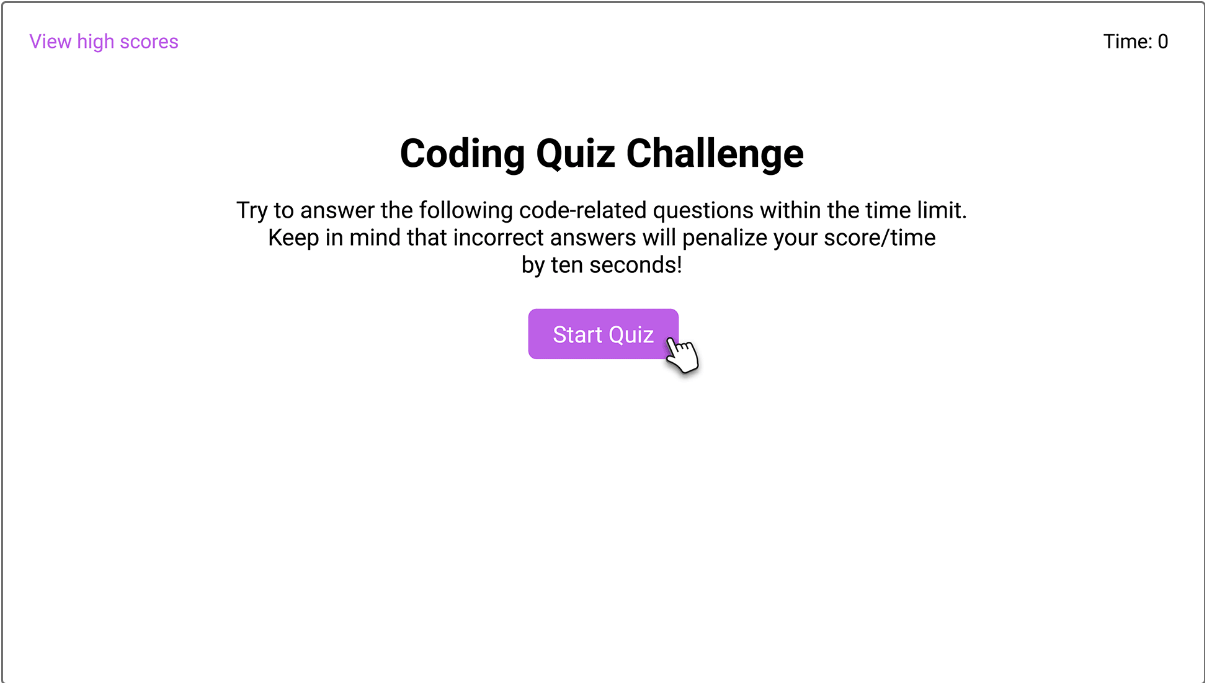 View high scores
Time: 0
Coding Quiz Challenge
Try to answer the following code-related questions within the time limit.
Keep in mind that incorrect answers will penalize your score/time
by ten seconds!
Start Quiz